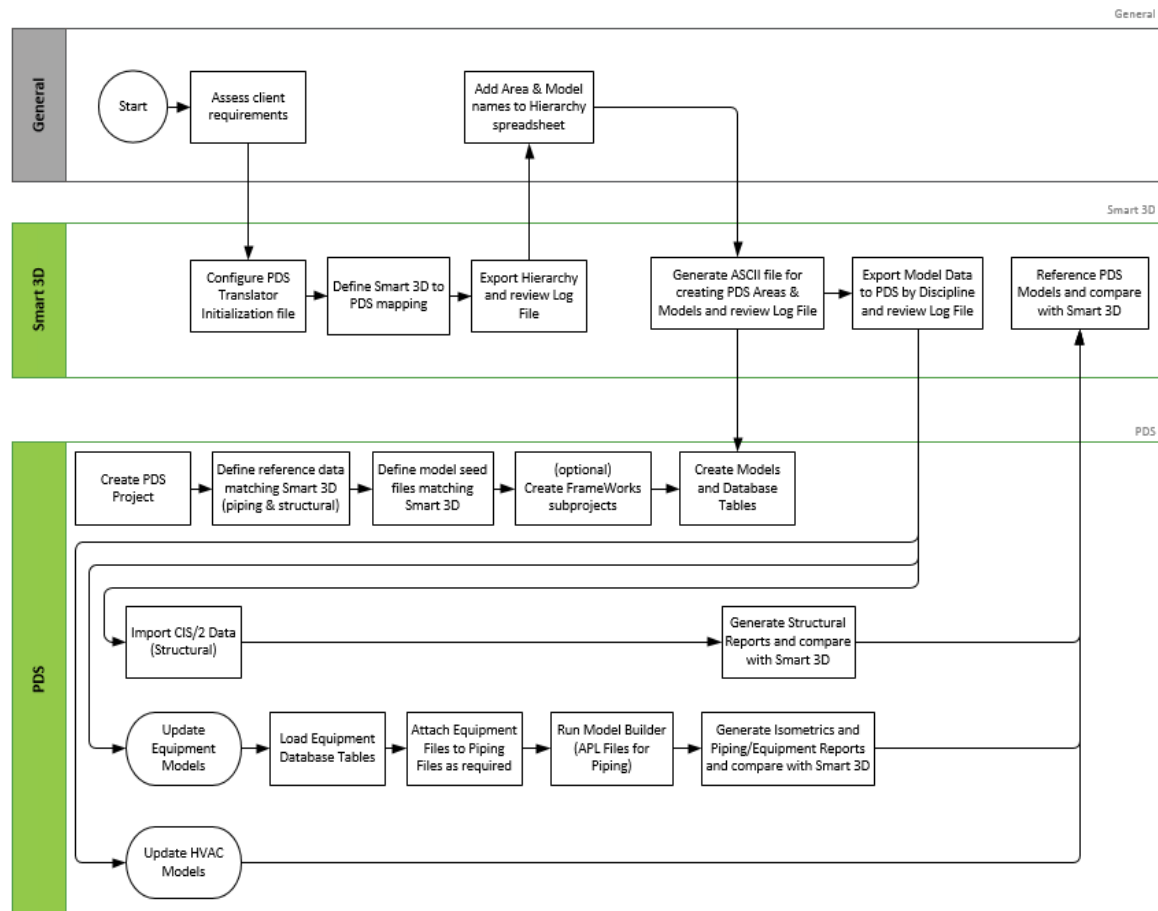 General
General
Start
Assess client
requirements
Add Area & Model
names to Hierarchy
spreadsheet
Smart 3D
Smart 3D
Configure PDS
Translator
Initialization file
Define Smart 3D to
PDS mapping
Export Hierarchy
and review Log
File
Generate ASCII file for
creating PDS Areas &
Models and review Log File
Export Model Data
to PDS by Discipline
and review Log File
Reference PDS
Models and compare
with Smart 3D
PDS
PDS
Create PDS
Project
Define reference data
matching Smart 3D
(piping & structural)
Define model seed
files matching
Smart 3D
(optional)
Create FrameWorks
subprojects
Create Models
and Database
Tables
Import CIS/2 Data
(Structural)
Generate Structural
Reports and compare
with Smart 3D
Update
Equipment
Models
Load Equipment
Database Tables
Attach Equipment
Files to Piping
Files as required
Run Model Builder
(APL Files for
Piping)
Generate Isometrics and
Piping/Equipment Reports
and compare with Smart 3D
Update HVAC
Models